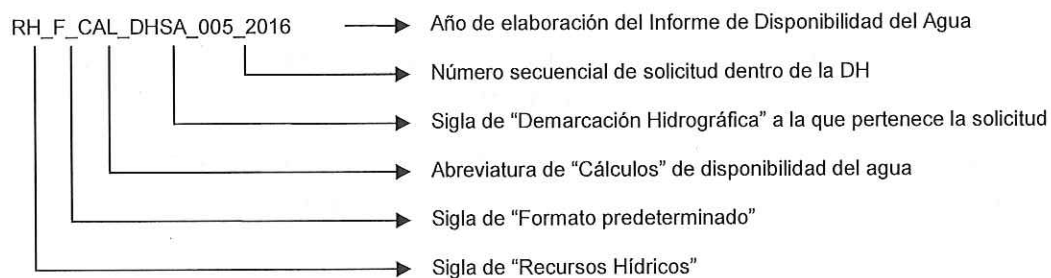 RH_F_CAL_DHSA_005_2016 Año de elaboración del Informe de Disponibilidad del Agua
Número secuencial de solicitud dentro de la DH
Sigla de “Demarcación Hidrográfica” a la que pertenece la solicitud
Abreviatura de “Cálculos” de disponibilidad del agua
Sigla de “Formato predeterminado”
Sigla de “Recursos Hídricos”